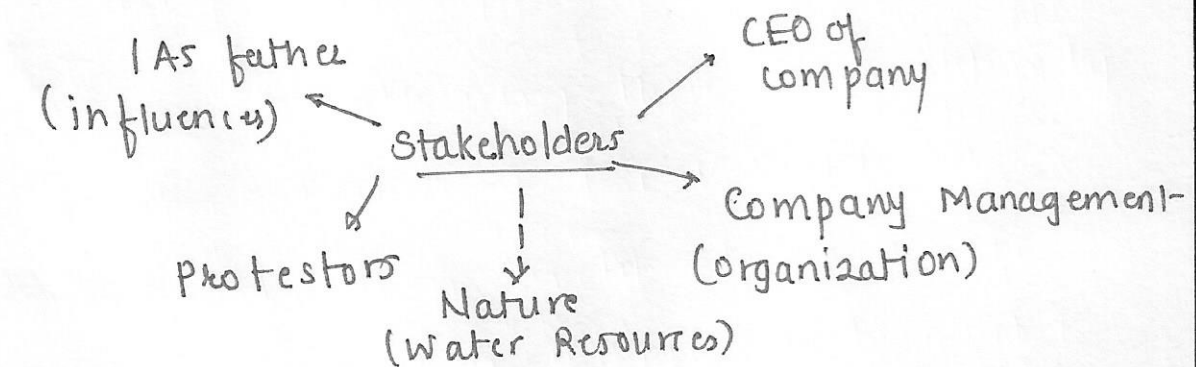 IAS father
(influences)
CEO of
company
Stakeholders
Company Management
(organization)
protestors
Nature
(Water Resources)